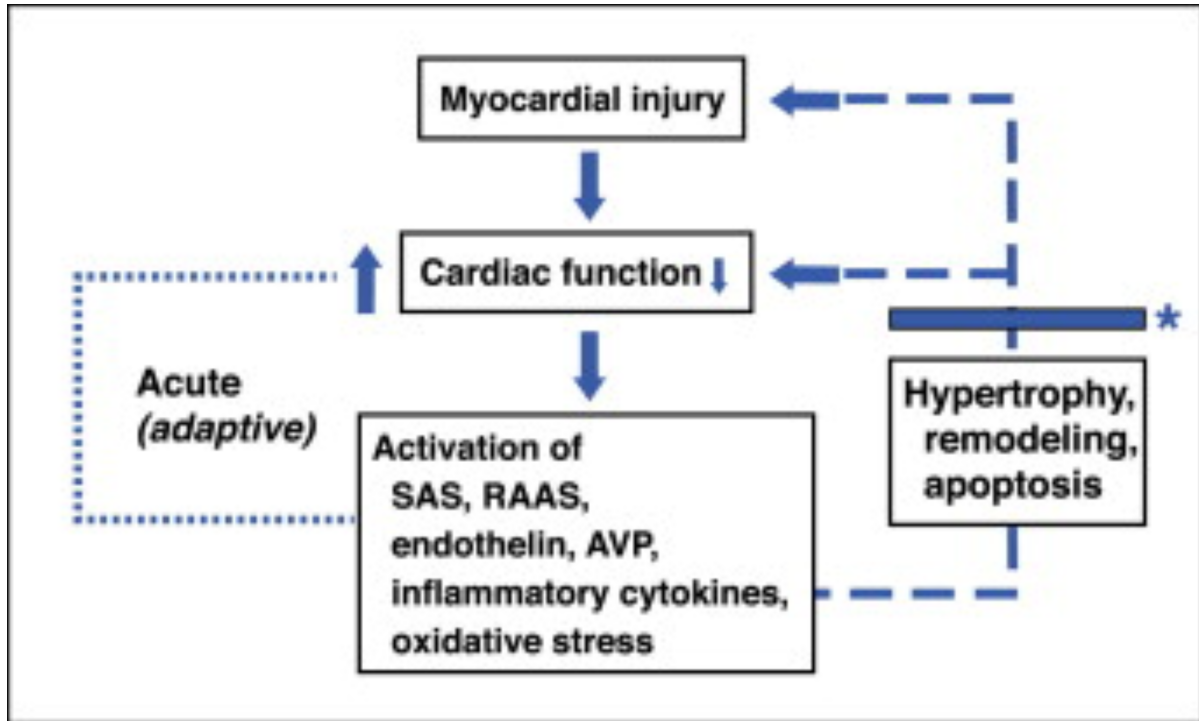 Myocardial injury
Cardiac function
*
Acute
(adaptive)
Hypertrophy,
remodeling,
apoptosis
Activation of
SAS, RAAS,
endothelin, AVP,
inflammatory cytokines,
oxidative stress